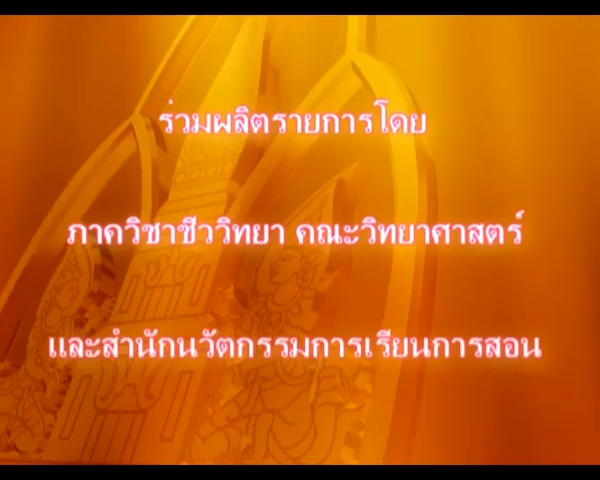 ร่วมผลิตรายการโดย
ภาควิชาชีววิทยา คณะวิทยาศาสตร์
และสำนักนวัตกรรมการเรียนการสอน